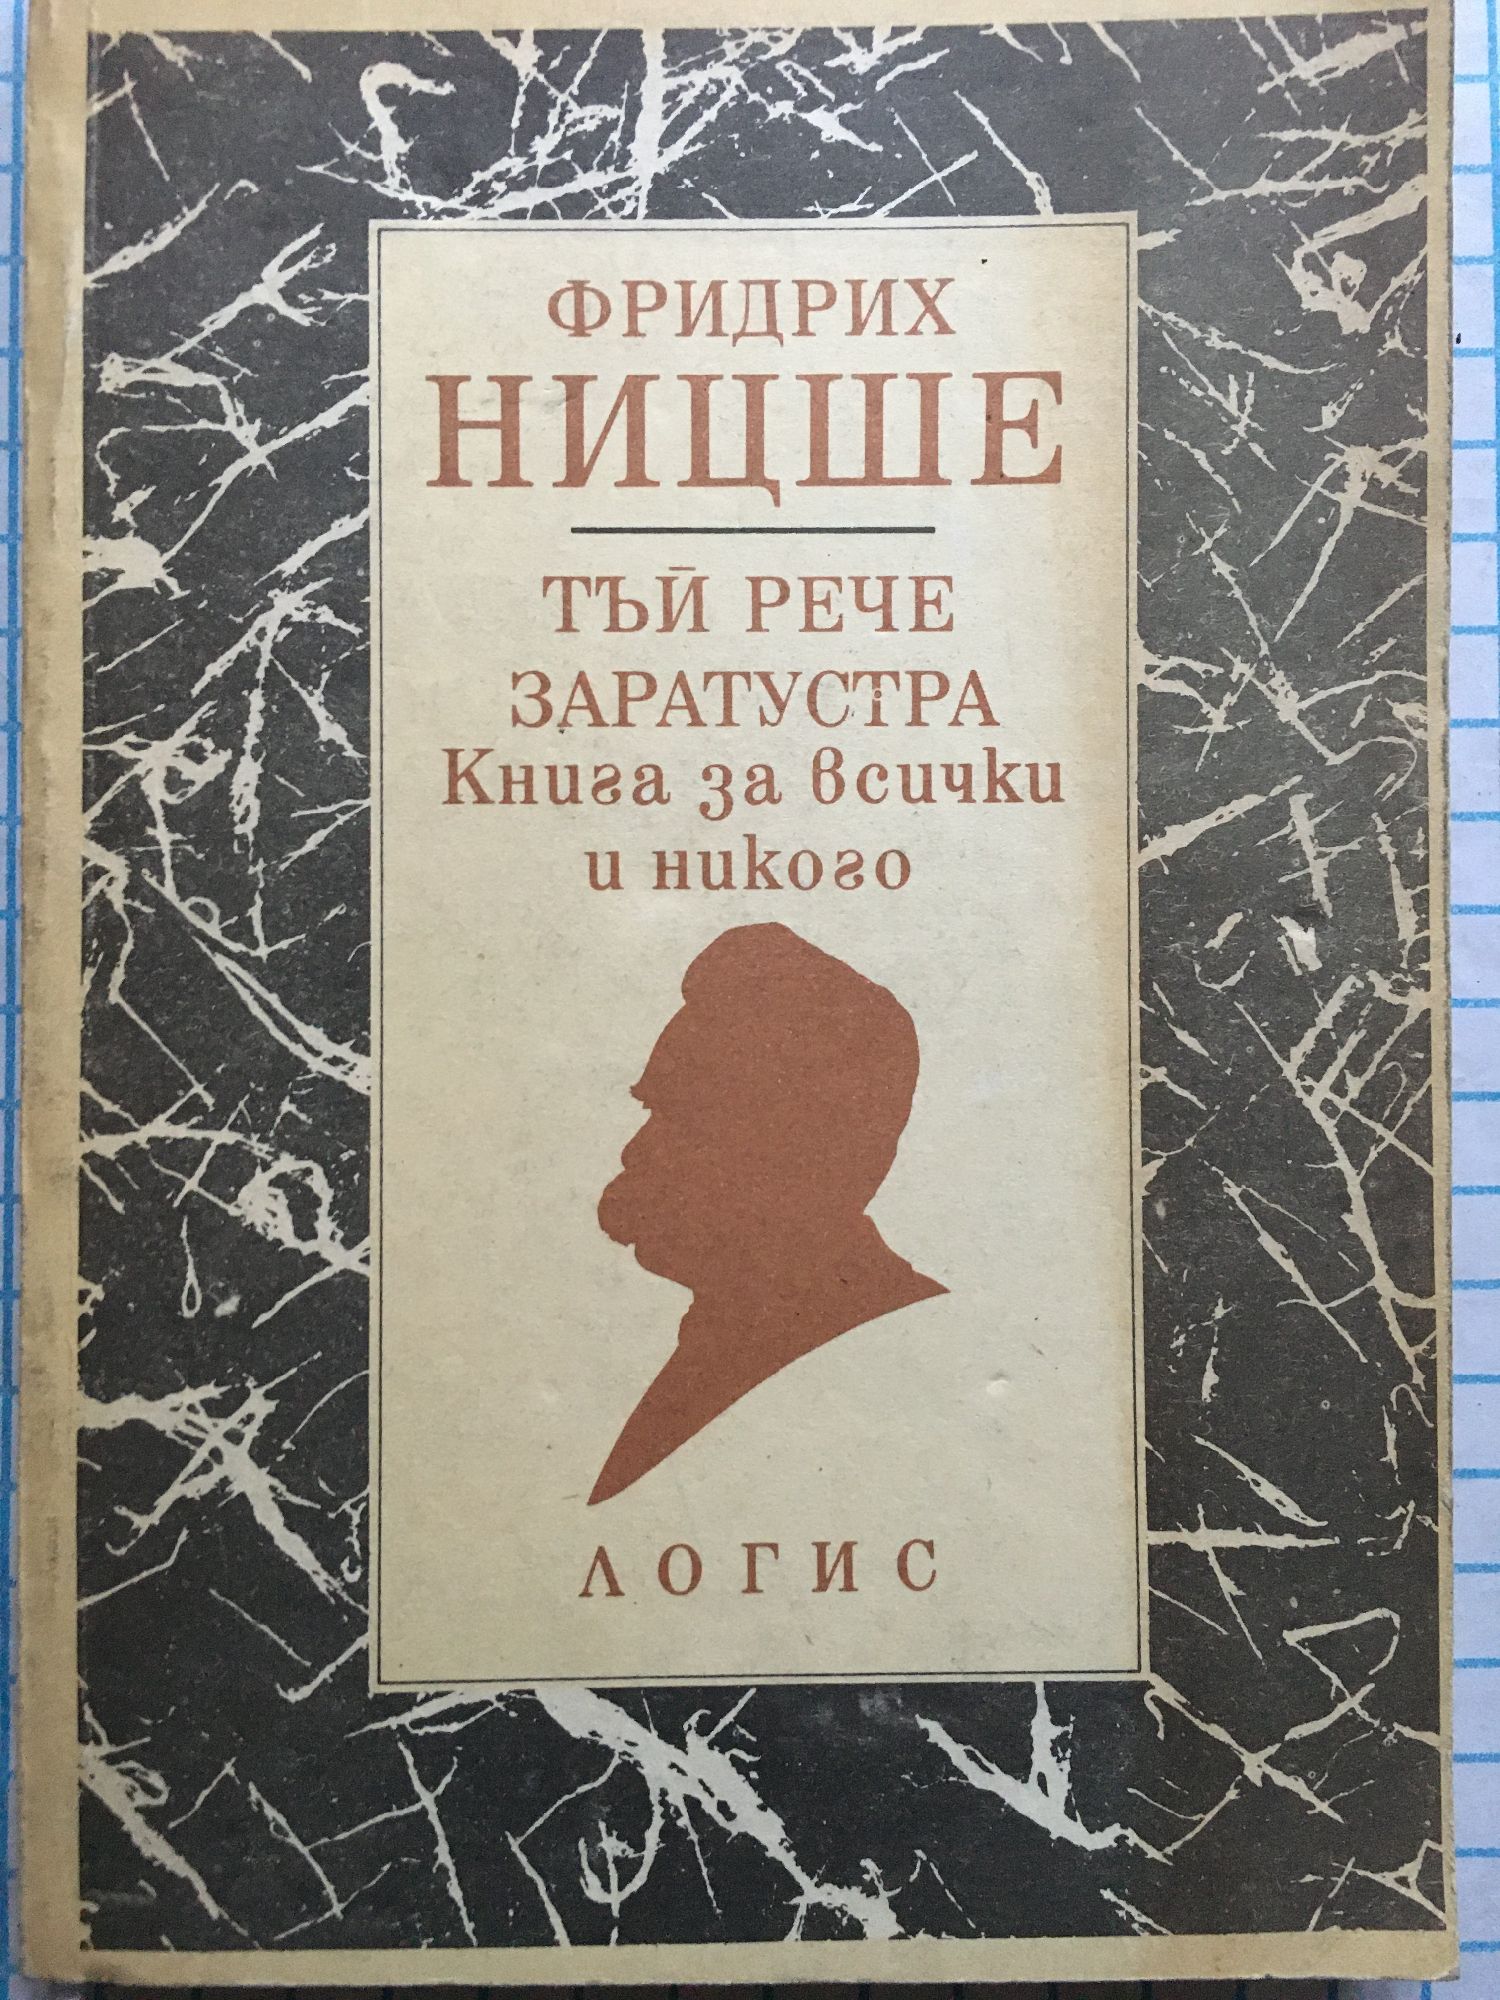 ФРИДРИХ
НИЦШЕ
ТЪЙ РЕЧЕ
ЗАРАТУСТРА
Книга за всички
и никого
ЛОГИС